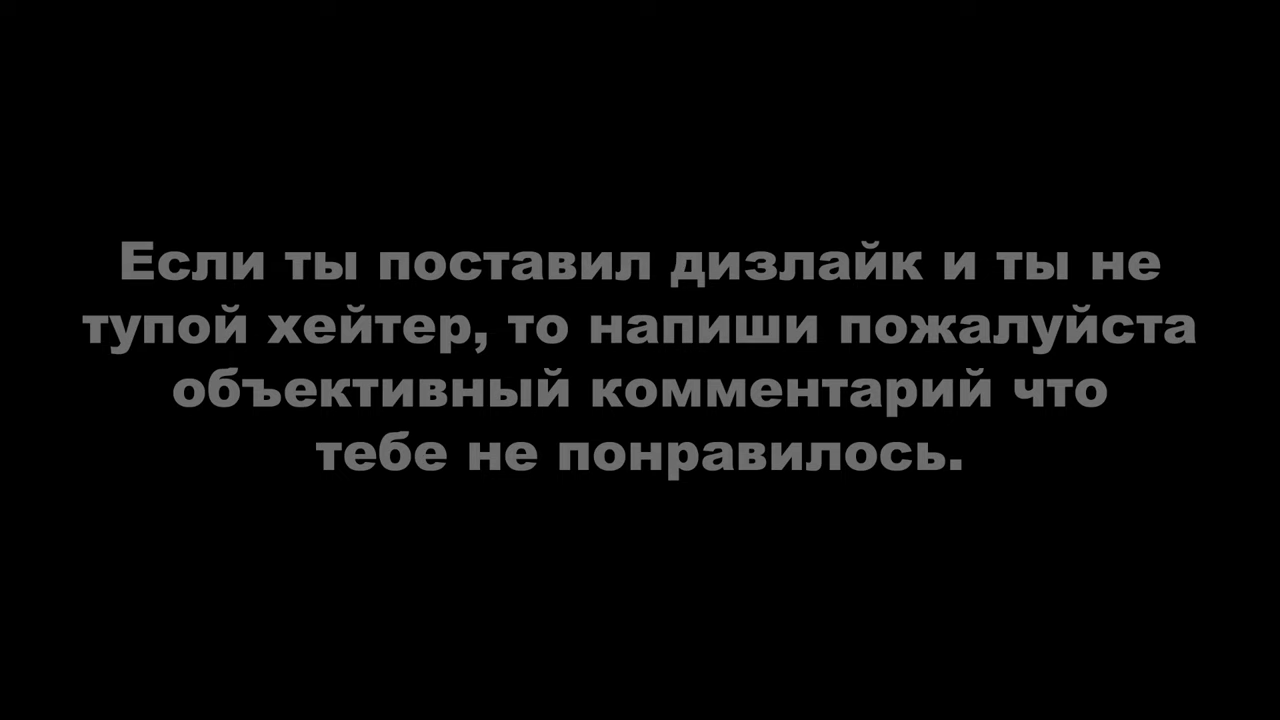 Если ты поставил дизлайк и ты не
тупой хейтер, то напиши пожалуйста
объективный комментарий что
тебе не понравилось.